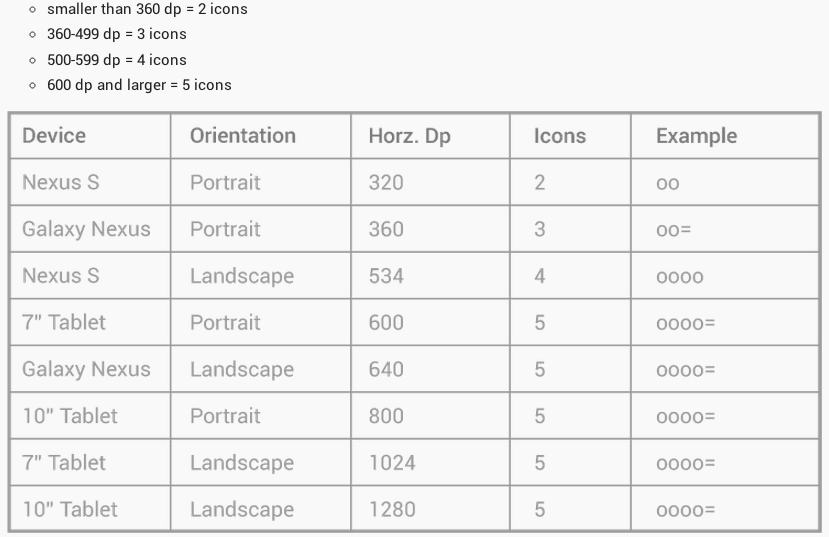 smaller than 360 dp = 2 icons
360-499 dp = 3 icons
500-599 dp = 4 icons
600 dp and larger = 5 icons
Device Orientation Horz. Dp Icons Example
Nexus S Portrait 320 2 oo
Galaxy Nexus Portrait 360 3 oo=
Nexus S Landscape 534 4 oooo
7" Tablet Portrait 600 5 oooo=
Galaxy Nexus Landscape 640 5 oooo=
10" Tablet Portrait 800 5 oooo=
7" Tablet Landscape 1024 5 oooo=
10" Tablet Landscape 1280 5 oooo=